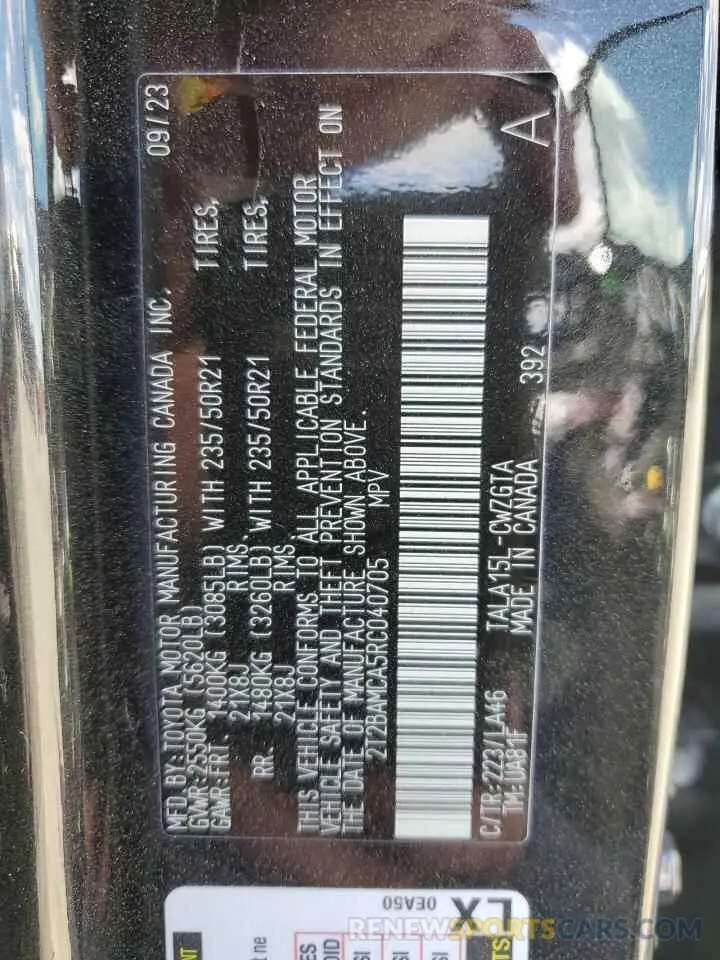 MFD.BY:TOYOTA MOTOR MANUFACTURING CANADA INC. 09/23
GVWR-2550KG (5620LB)
GAWR:FRT 1400KG (3085LB) WITH 235/50R21 TIRES,
21X8J RIMS,
RR. 1480KG (3260LB) WITH 235/50R21 TIRES,
21X8J RIMS,
THIS VEHICLE CONFORMS TO ALL APPLICABLE FEDERAL MOTOR
VEHICLE SAFETY AND THEFT PREVENTION STANDARDS IN EFFECT ON
THE DATE OF MANUFACTURE SHOWN ABOVE.
2T2BAMCA5RC040705 MPV
C/TR:223/LA46 TALA15L-CWZGTA
TM:UA81F MADE IN CANADA 392 A
LX
0EA50
RENEWSPORTSCARS.COM